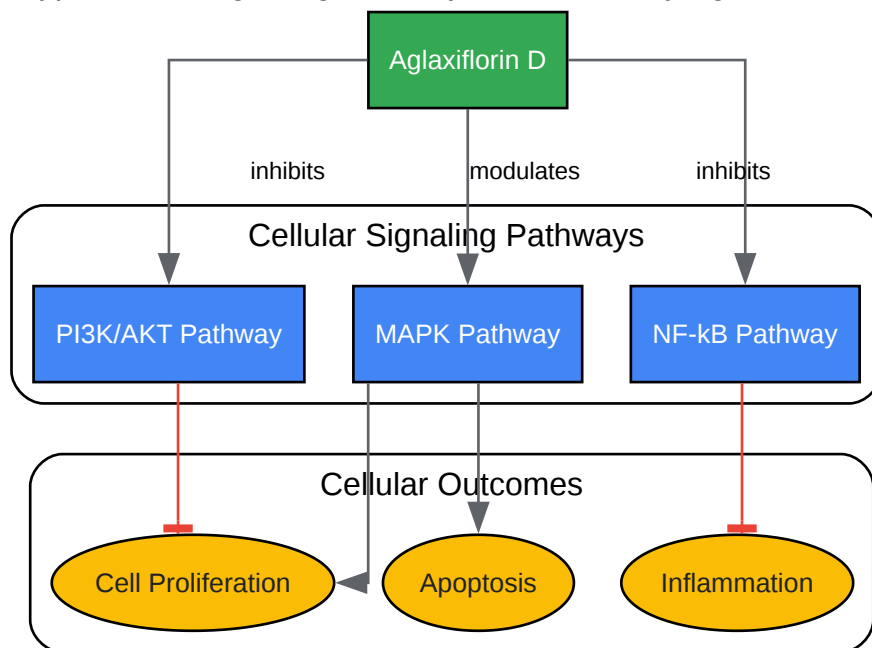 Aglaxiflorin D
inhibits
modulates
inhibits
Cellular Signaling Pathways
PI3K/AKT Pathway
MAPK Pathway
NF-kB Pathway
Cellular Outcomes
Cell Proliferation
Apoptosis
Inflammation